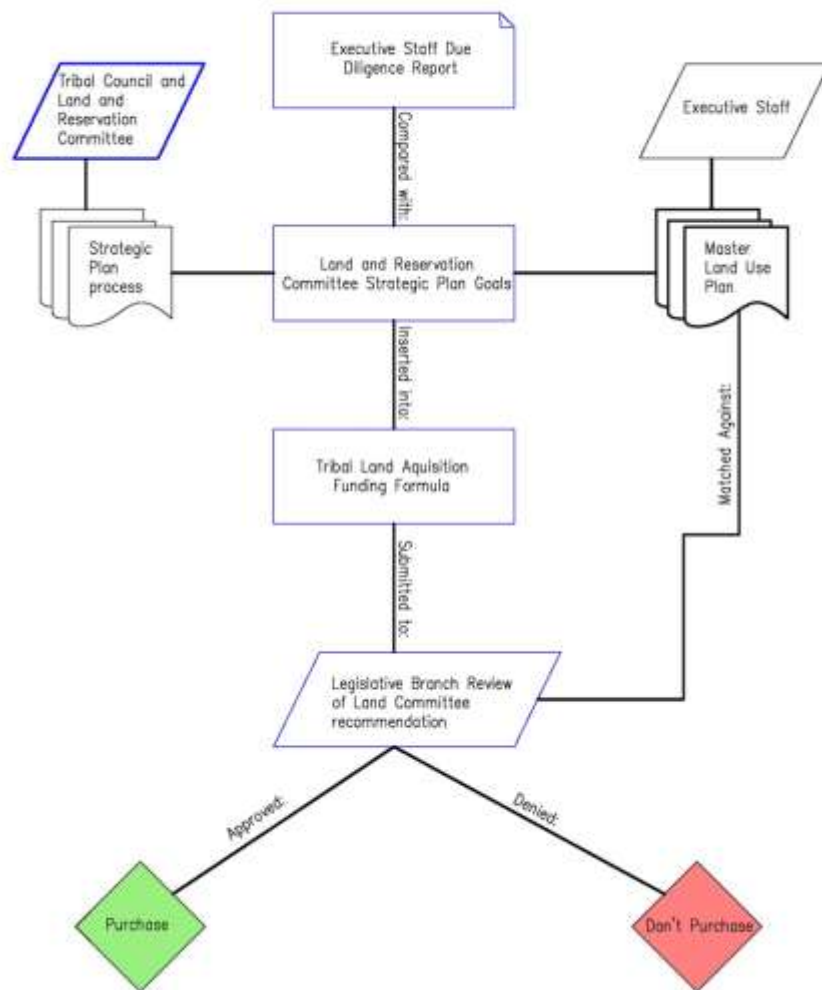 Executive Staff Due
Diligence Report
Tribal Council and
Land and
Reservation
Committee
Executive Staff
Compared with:
Strategic
Plan
process
Land and Reservation
Committee Strategic Plan Goals
Master
Land Use
Plan
Inserted into:
Matched Against:
Tribal Land Aquisition
Funding Formula
Submitted to:
Legislative Branch Review
of Land Committee
recommendation
Approved:
Denied:
Purchase
Don't Purchase